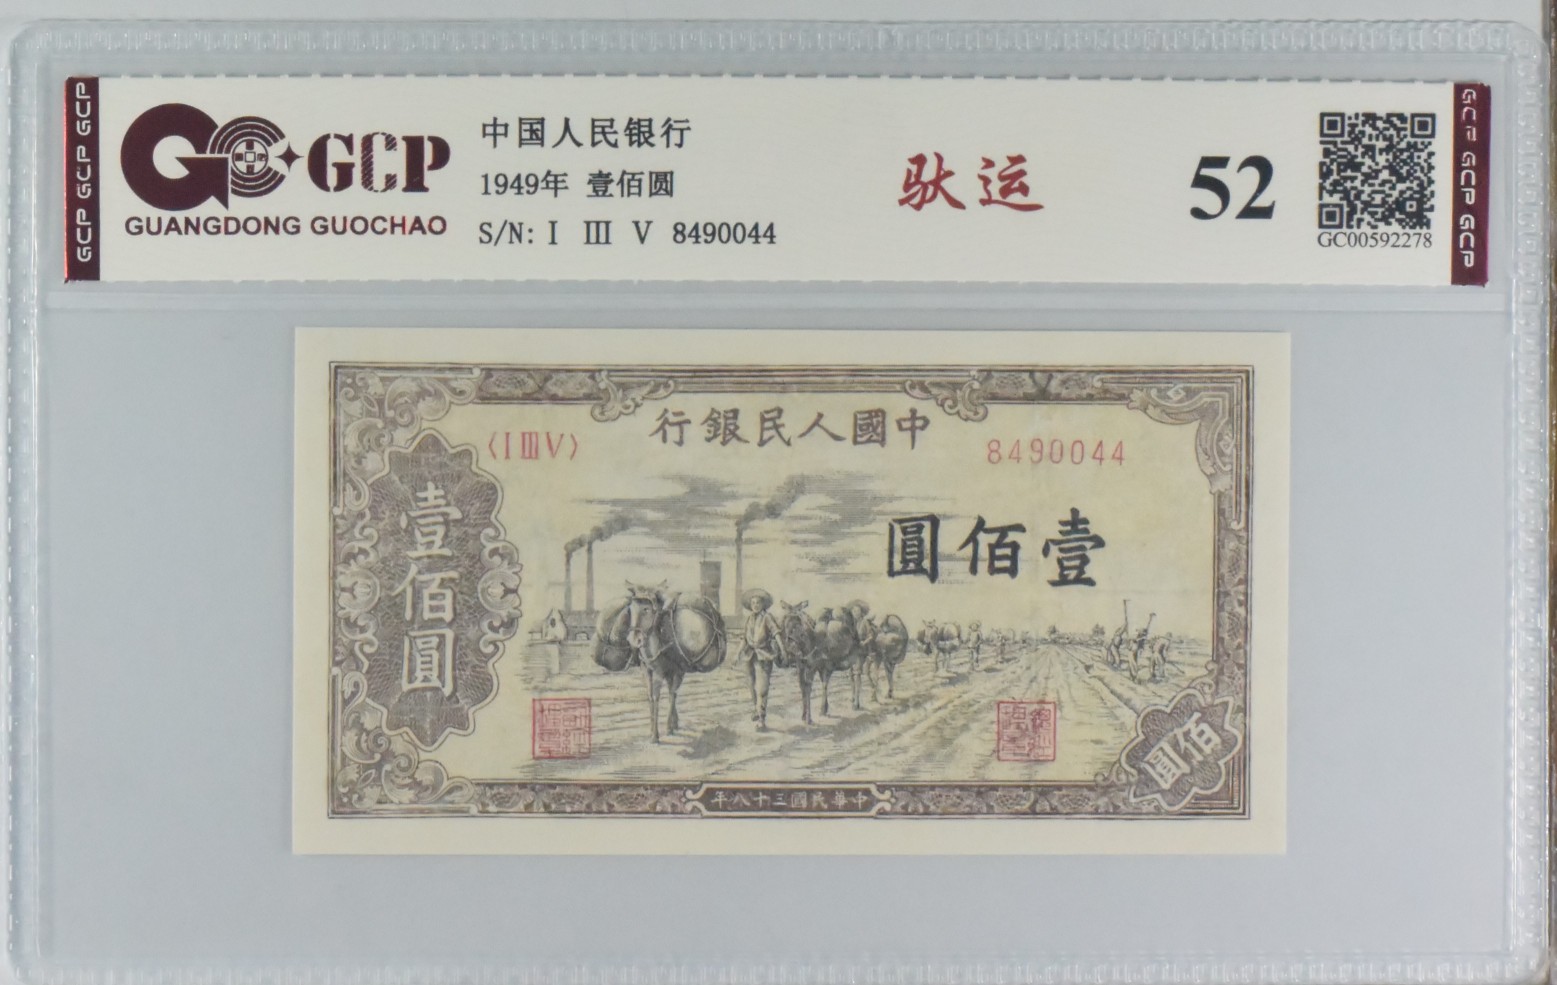 GCP GCP GCP
GCP
GUANGDONG GUOCHAO
中国人民银行
1949年 壹佰圆
S/N: I III V 8490044
驮运
52
GC00592278
GCP GCP GCP
行銀民人國中
〈I III V〉
8490044
圓佰壹
壹佰圓
佰圓
年八十三國民華中